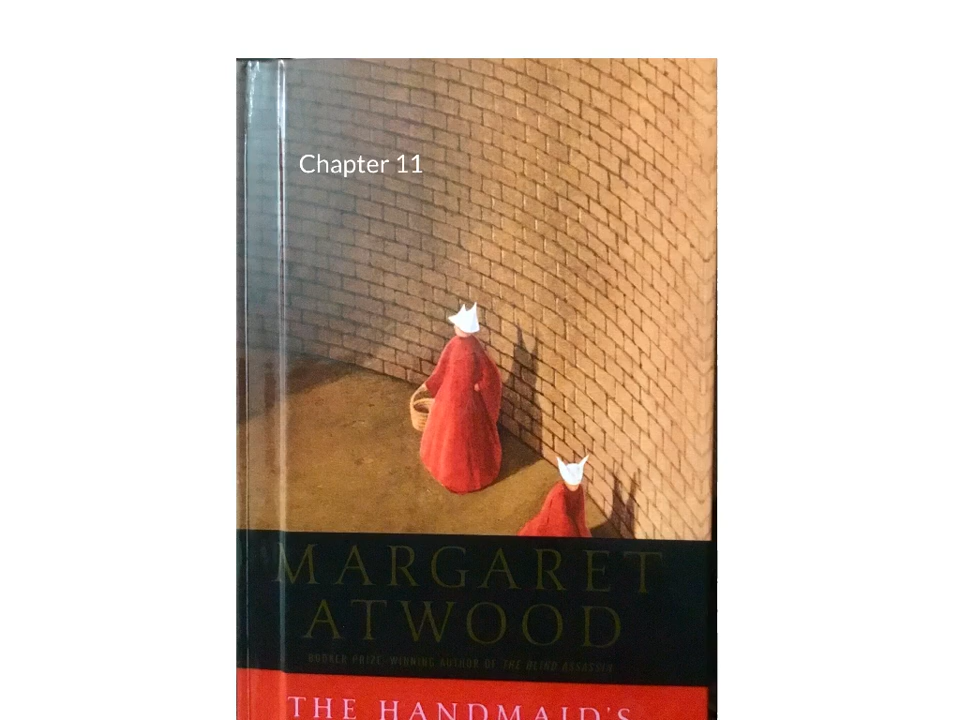 Chapter 11
MARGARET
ATWOOD
BOOKER PRIZE-WINNING AUTHOR OF THE BLIND ASSASSIN
THE HANDMAID'S